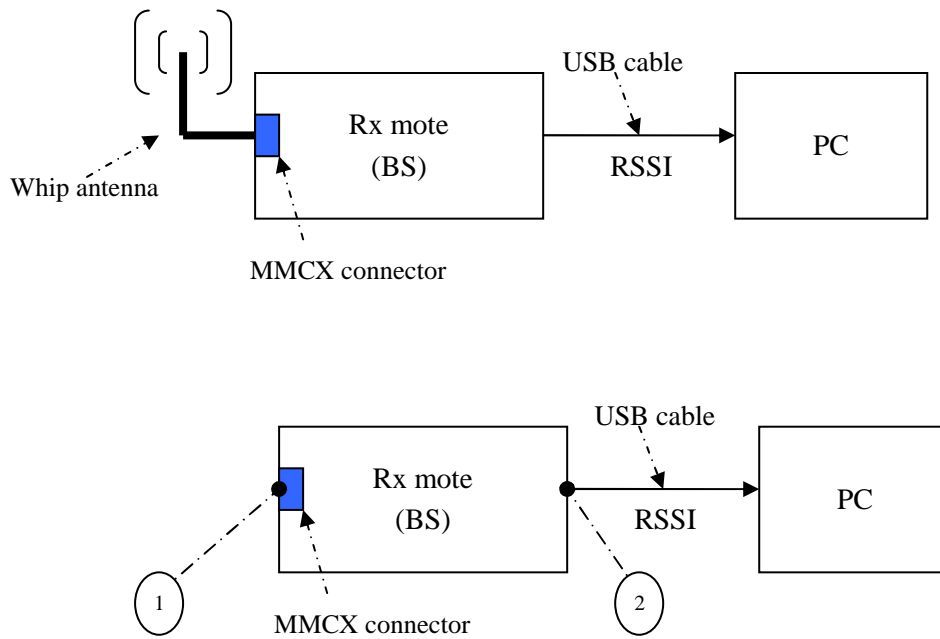 USB cable
Rx mote
(BS)
PC
RSSI
Whip antenna
MMCX connector
USB cable
Rx mote
(BS)
PC
RSSI
1
2
MMCX connector